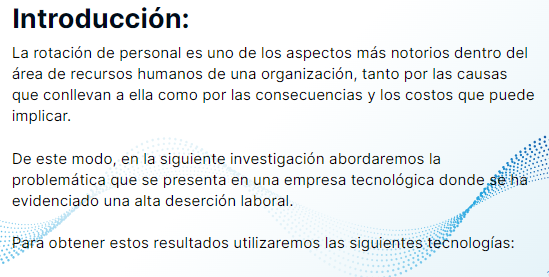 Introducción:
La rotación de personal es uno de los aspectos más notorios dentro del
área de recursos humanos de una organización, tanto por las causas
que conllevan a ella como por las consecuencias y los costos que puede
implicar.
De este modo, en la siguiente investigación abordaremos la
problemática que se presenta en una empresa tecnológica donde se ha
evidenciado una alta deserción laboral.
Para obtener estos resultados utilizaremos las siguientes tecnologías: